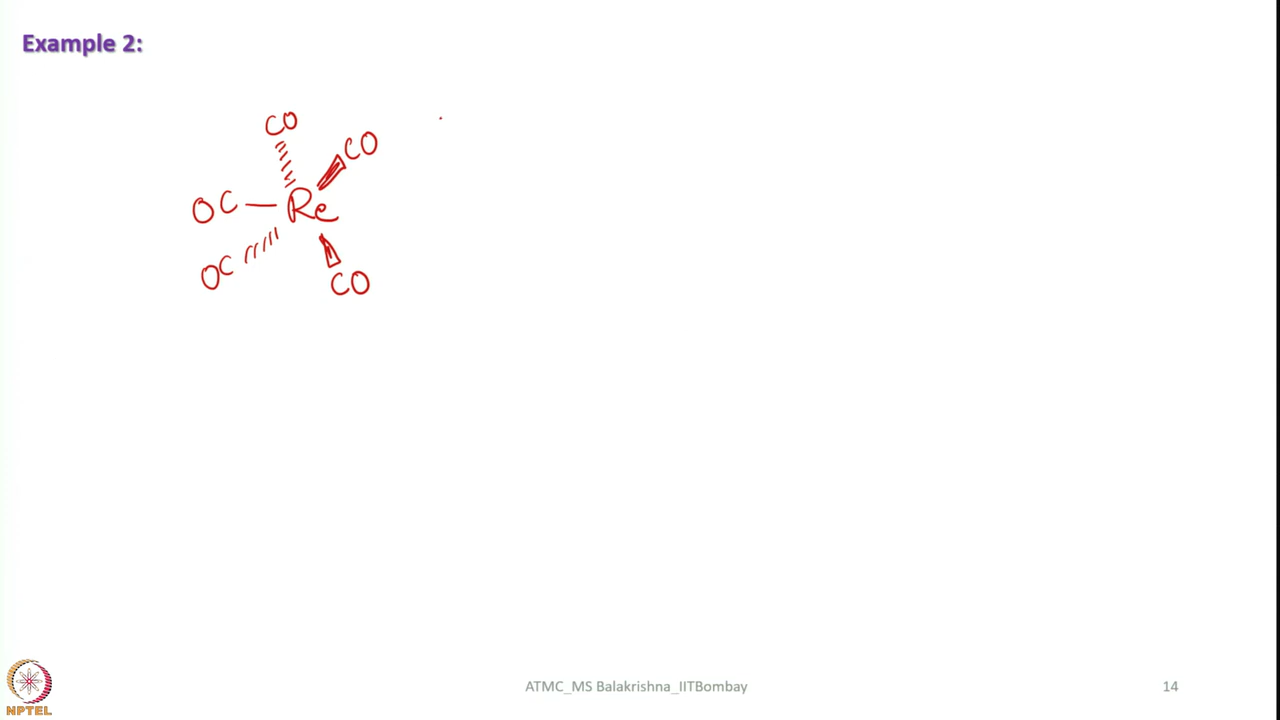 Example 2:
CO
CO
OC Re
OC
CO
NPTEL
ATMC_MS Balakrishna_IITBombay
14